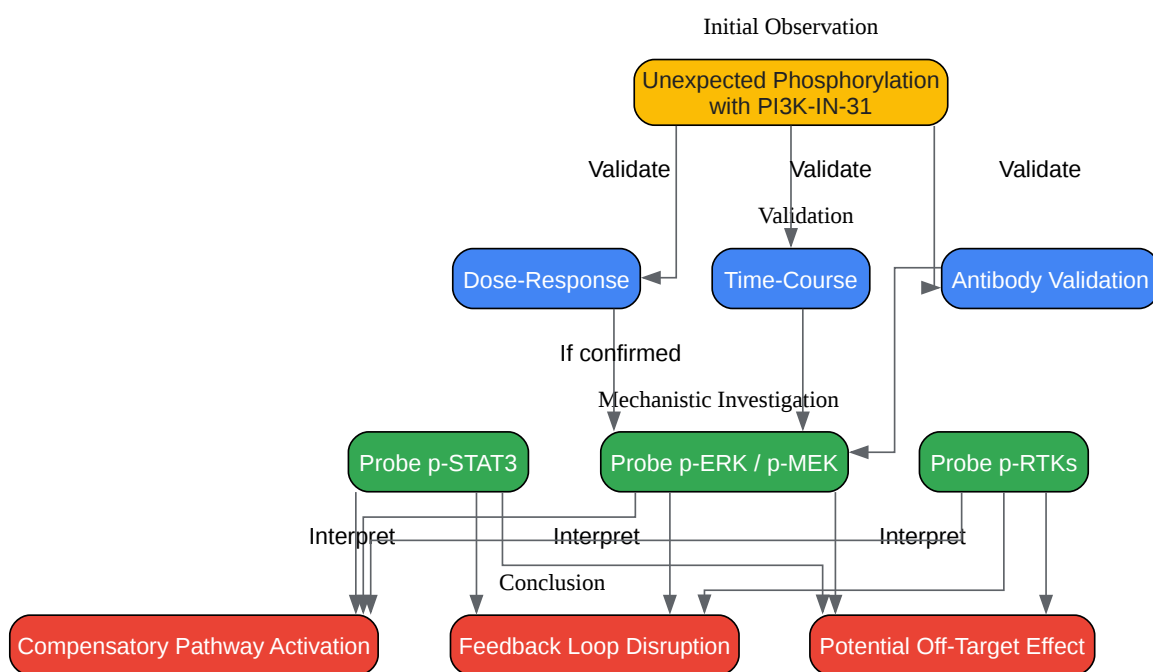 Initial Observation
Unexpected Phosphorylation
with PI3K-IN-31
Validate
Validate
Validate
Validation
Dose-Response
Time-Course
Antibody Validation
If confirmed
Mechanistic Investigation
Probe p-STAT3
Probe p-ERK / p-MEK
Probe p-RTKs
Interpret
Interpret
Interpret
Conclusion
Compensatory Pathway Activation
Feedback Loop Disruption
Potential Off-Target Effect